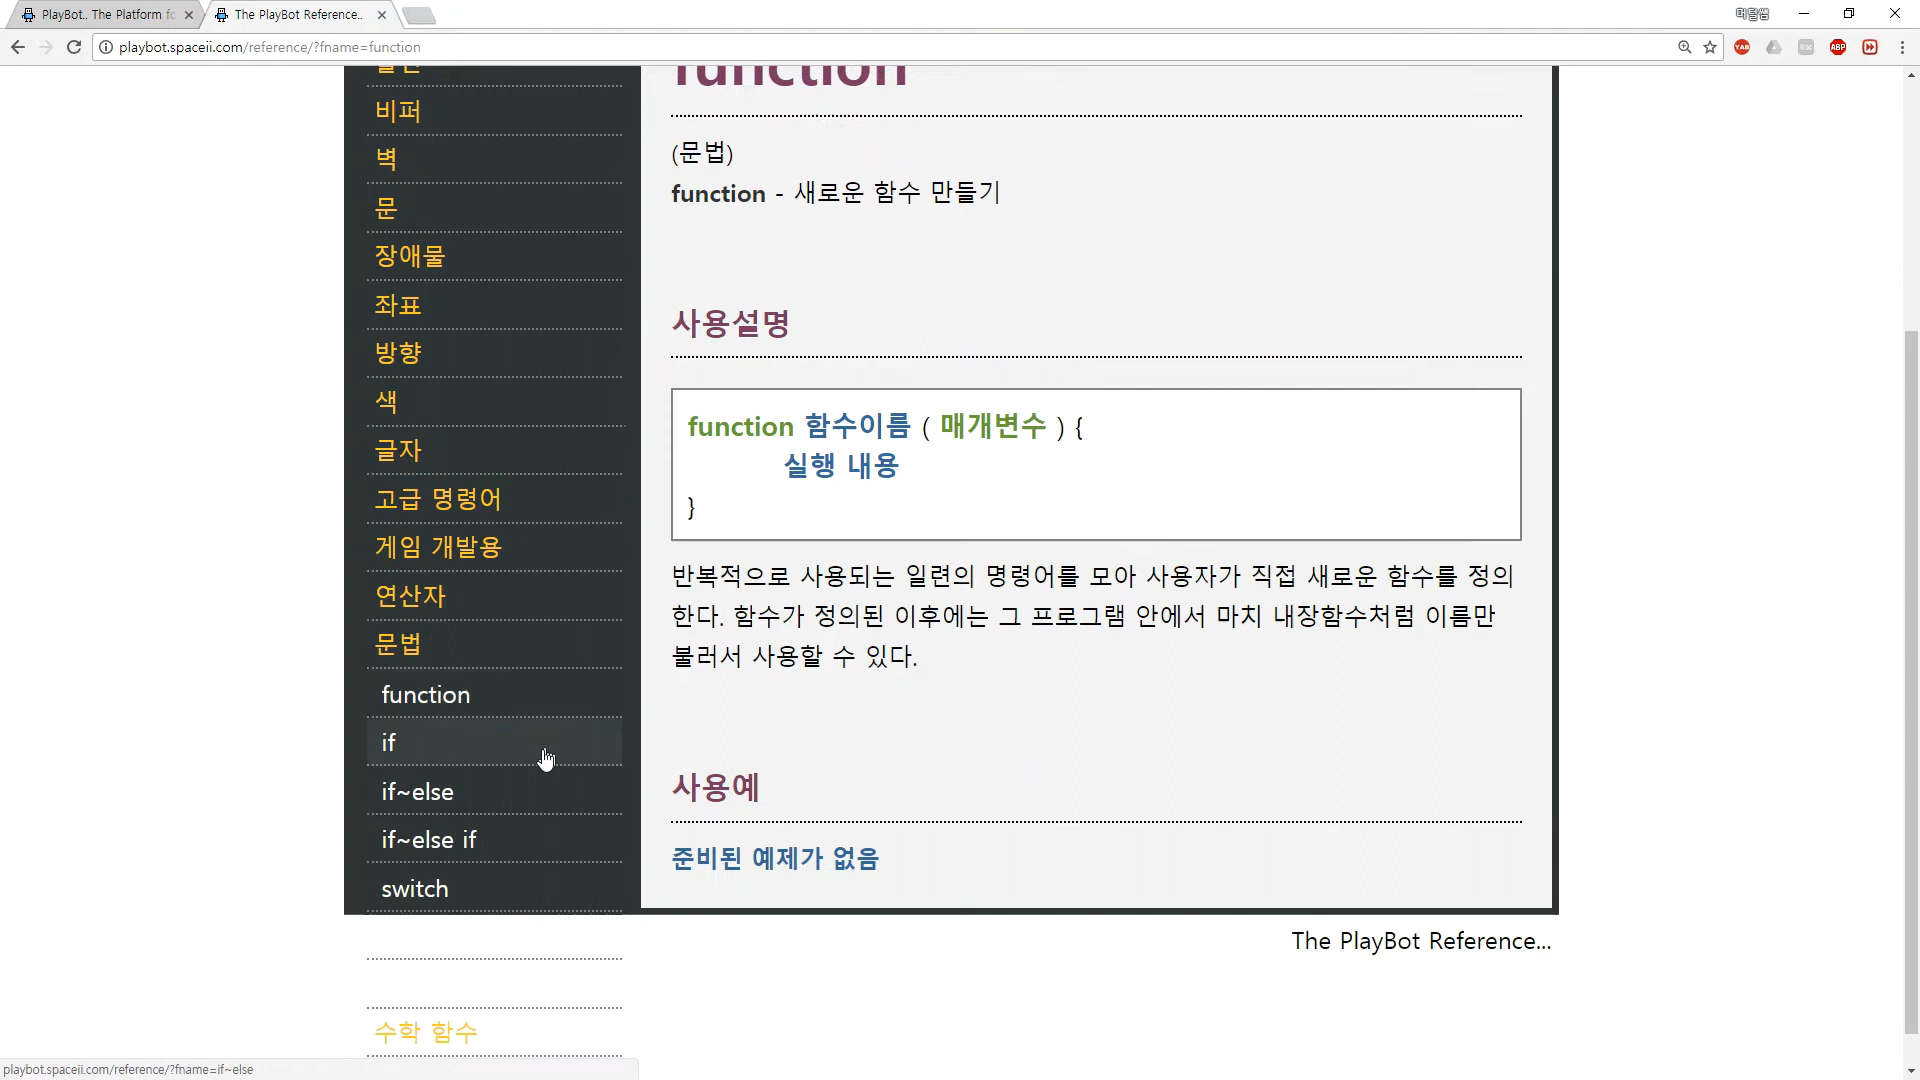 PlayBot.. The Platform fo
The PlayBot Reference..
머털쌤
playbot.spaceii.com/reference/?fname=function
function
비퍼
벽
문
장애물
좌표
방향
색
글자
고급 명령어
게임 개발용
연산자
문법
function
if
if~else
if~else if
switch
수학 함수
(문법)
function - 새로운 함수 만들기
사용설명
function 함수이름 ( 매개변수 ) {
실행 내용
}
반복적으로 사용되는 일련의 명령어를 모아 사용자가 직접 새로운 함수를 정의
한다. 함수가 정의된 이후에는 그 프로그램 안에서 마치 내장함수처럼 이름만
불러서 사용할 수 있다.
사용예
준비된 예제가 없음
The PlayBot Reference...
playbot.spaceii.com/reference/?fname=if~else